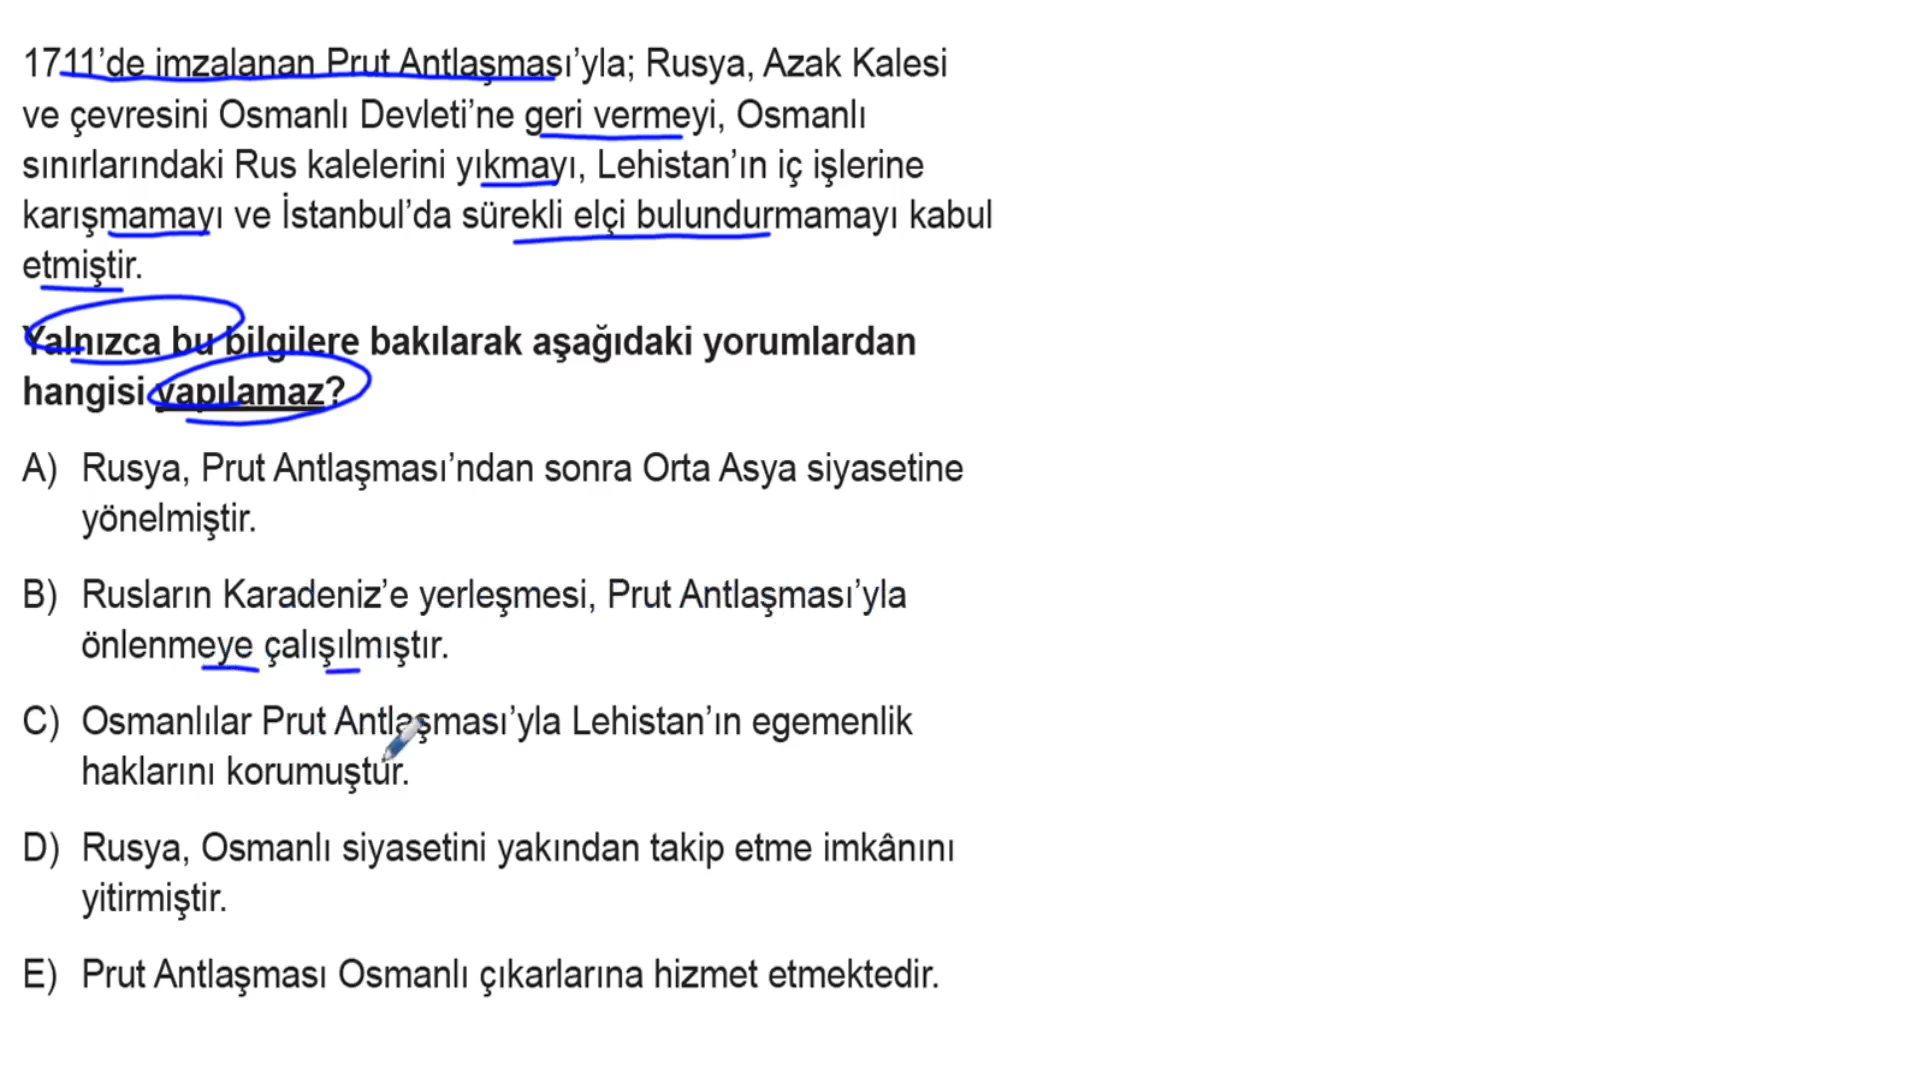 1711’de imzalanan Prut Antlaşması’yla; Rusya, Azak Kalesi
ve çevresini Osmanlı Devleti’ne geri vermeyi, Osmanlı
sınırlarındaki Rus kalelerini yıkmayı, Lehistan’ın iç işlerine
karışmamayı ve İstanbul’da sürekli elçi bulundurmamayı kabul
etmiştir.
Yalnızca bu bilgilere bakılarak aşağıdaki yorumlardan
hangisi yapılamaz?
A) Rusya, Prut Antlaşması’ndan sonra Orta Asya siyasetine
yönelmiştir.
B) Rusların Karadeniz’e yerleşmesi, Prut Antlaşması’yla
önlenmeye çalışılmıştır.
C) Osmanlılar Prut Antlaşması’yla Lehistan’ın egemenlik
haklarını korumuştur.
D) Rusya, Osmanlı siyasetini yakından takip etme imkânını
yitirmiştir.
E) Prut Antlaşması Osmanlı çıkarlarına hizmet etmektedir.